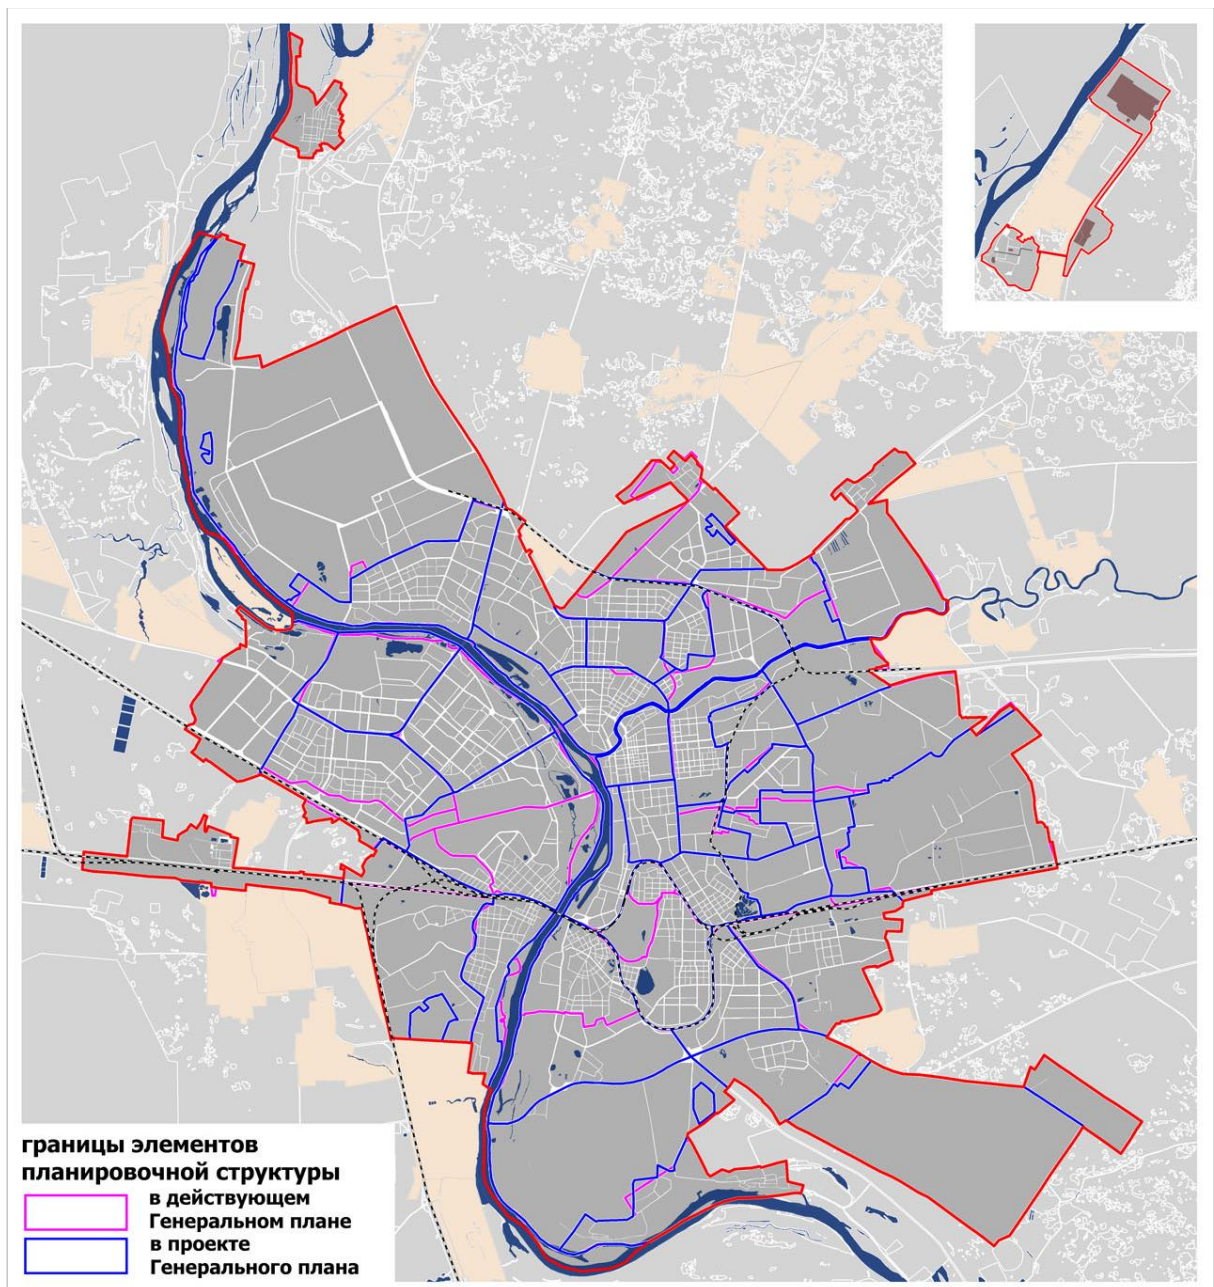 границы элементов
планировочной структуры
в действующем
Генеральном плане
в проекте
Генерального плана